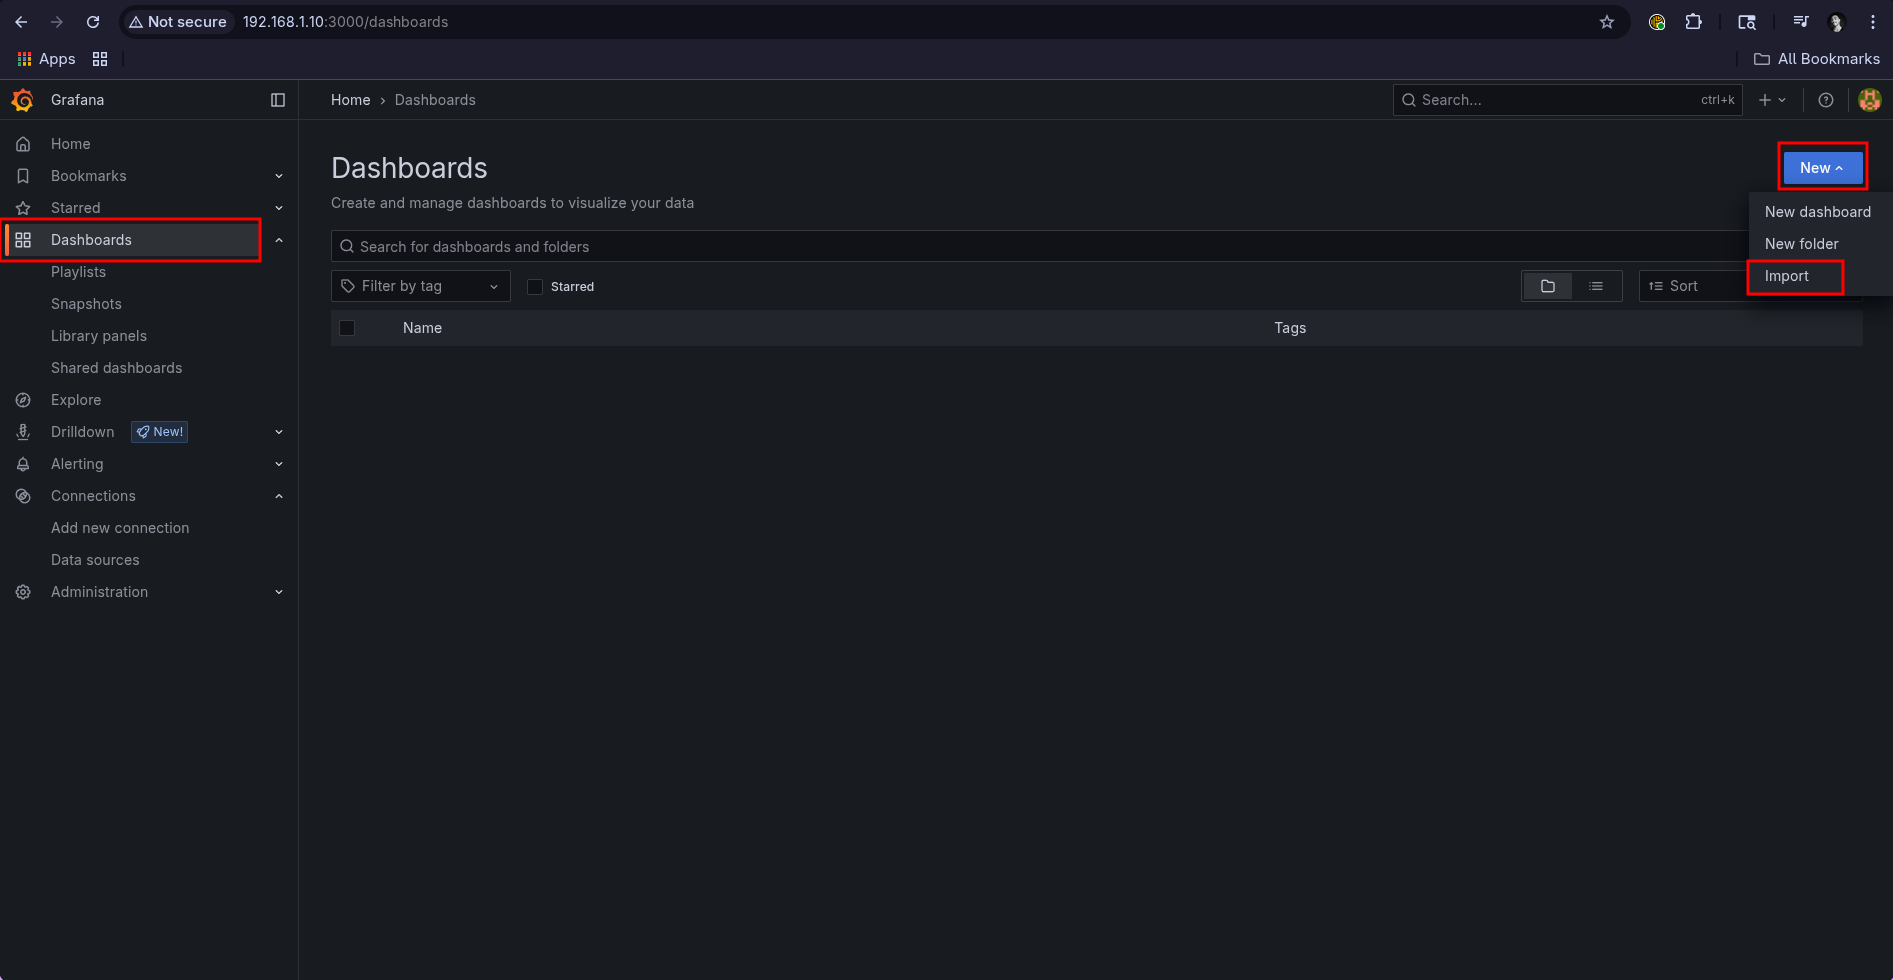 Not secure 192.168.1.10:3000/dashboards
Apps All Bookmarks
Grafana
Home › Dashboards
Search... ctrl+k
Home
Bookmarks
Starred
Dashboards
Playlists
Snapshots
Library panels
Shared dashboards
Explore
Drilldown New!
Alerting
Connections
Add new connection
Data sources
Administration
Dashboards
Create and manage dashboards to visualize your data
New
New dashboard
New folder
Import
Search for dashboards and folders
Filter by tag Starred Sort
Name Tags